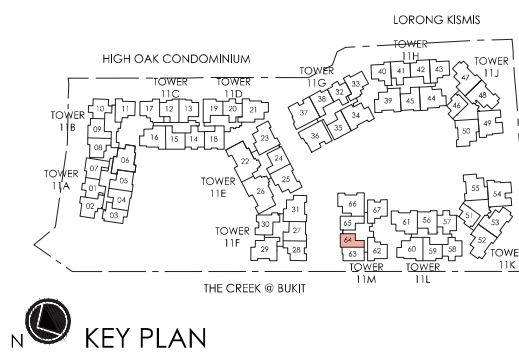 LORONG KISMIS
HIGH OAK CONDOMINIUM
TOWER 11H
40 41 42 43
47 TOWER 11J
48
39 45 44
46
49
50
TOWER 11G
33
32
38
37
34
35
36
TOWER 11C
TOWER 11D
10 11 17 12 13 19 20 21
TOWER 11B
09
16 15 14 18
08
23
06
22 24
07
TOWER 11A
05
25
01
TOWER 11E
26
04
02
03
31
30
27
TOWER 11F
29 28
66
67
65
64
63 62
TOWER 11M
61 56 57
60 59 58
TOWER 11L
55
54
51
53
52
TOWE
11K
THE CREEK @ BUKIT
N
KEY PLAN